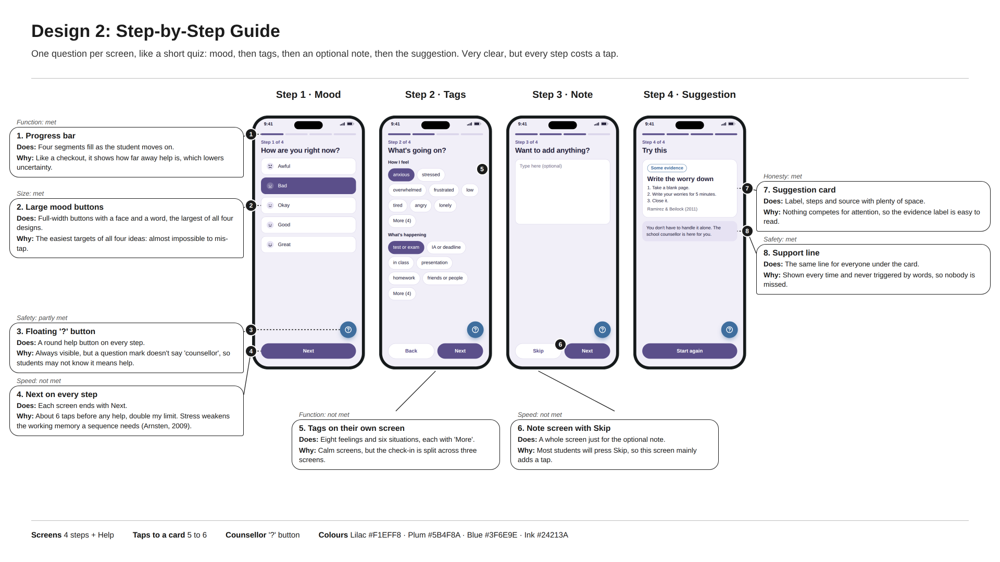 Design 2: Step-by-Step Guide
One question per screen, like a short quiz: mood, then tags, then an optional note, then the suggestion. Very clear, but every step costs a tap.
Step 1 · Mood
Step 2 · Tags
Step 3 · Note
Step 4 · Suggestion
Function: met
1. Progress bar
Does: Four segments fill as the student moves on.
Why: Like a checkout, it shows how far away help is, which lowers
uncertainty.
Size: met
2. Large mood buttons
Does: Full-width buttons with a face and a word, the largest of all four
designs.
Why: The easiest targets of all four ideas: almost impossible to mis-
tap.
Safety: partly met
3. Floating '?' button
Does: A round help button on every step.
Why: Always visible, but a question mark doesn't say 'counsellor', so
students may not know it means help.
Speed: not met
4. Next on every step
Does: Each screen ends with Next.
Why: About 6 taps before any help, double my limit. Stress weakens
the working memory a sequence needs (Arnsten, 2009).
1
2
3
4
9:41
Step 1 of 4
How are you right now?
Awful
Bad
Okay
Good
Great
?
Next
9:41
Step 2 of 4
What's going on?
How I feel
5
anxious
stressed
overwhelmed
frustrated
low
tired
angry
lonely
More (4)
What's happening
test or exam
IA or deadline
in class
presentation
homework
friends or people
More (4)
?
Back
Next
9:41
Step 3 of 4
Want to add anything?
Type here (optional)
?
6
Skip
Next
9:41
Step 4 of 4
Try this
Some evidence
Write the worry down
1. Take a blank page.
2. Write your worries for 5 minutes.
3. Close it.
Ramirez & Beilock (2011)
You don't have to handle it alone. The
school counsellor is here for you.
?
Start again
7
8
Honesty: met
7. Suggestion card
Does: Label, steps and source with plenty of space.
Why: Nothing competes for attention, so the evidence label is easy to
read.
Safety: met
8. Support line
Does: The same line for everyone under the card.
Why: Shown every time and never triggered by words, so nobody is
missed.
Function: not met
5. Tags on their own screen
Does: Eight feelings and six situations, each with 'More'.
Why: Calm screens, but the check-in is split across three
screens.
Speed: not met
6. Note screen with Skip
Does: A whole screen just for the optional note.
Why: Most students will press Skip, so this screen mainly
adds a tap.
Screens 4 steps + Help
Taps to a card 5 to 6
Counsellor '?' button
Colours Lilac #F1EFF8 · Plum #5B4F8A · Blue #3F6E9E · Ink #24213A